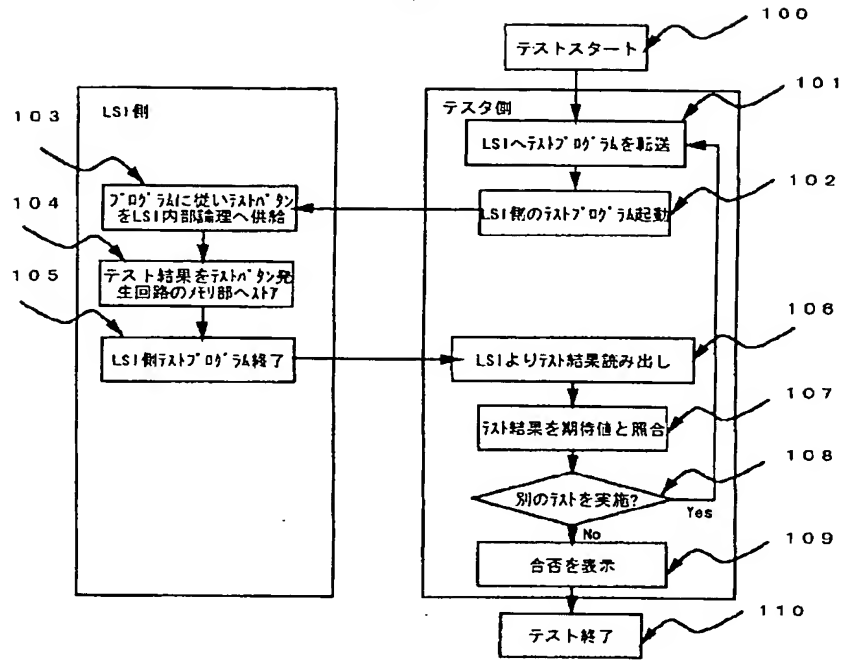 100
テストスタート
101
テスタ側
LSIへテストプログラムを転送
102
LSI側のテストプログラム起動
LSI側
103
プログラムに従いテストパタン
をLSI内部論理へ供給
104
テスト結果をテストパタン発
生回路のメモリ部へストア
105
LSI側テストプログラム終了
106
LSIよりテスト結果読み出し
107
テスト結果を期待値と照合
108
別のテストを実施?
Yes
No
109
合否を表示
110
テスト終了